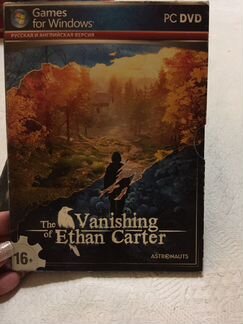 Games
for Windows
PC DVD
РУССКАЯ И АНГЛИЙСКАЯ ВЕРСИЯ
The Vanishing
of Ethan Carter
16+
ASTRONAUTS